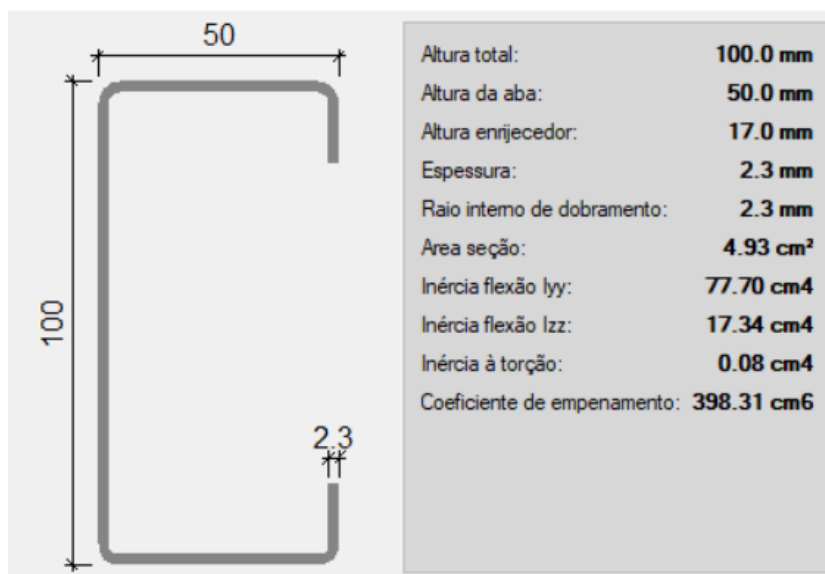 50
100
2.3
Altura total: 100.0 mm
Altura da aba: 50.0 mm
Altura enrijecedor: 17.0 mm
Espessura: 2.3 mm
Raio interno de dobramento: 2.3 mm
Area seção: 4.93 cm²
Inércia flexão Iyy: 77.70 cm4
Inércia flexão Izz: 17.34 cm4
Inércia à torção: 0.08 cm4
Coeficiente de empenamento: 398.31 cm6